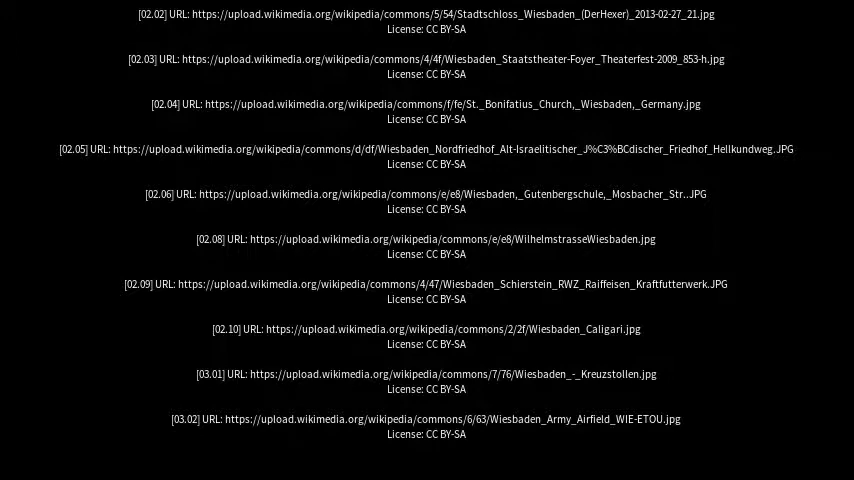 [02.02] URL: https://upload.wikimedia.org/wikipedia/commons/5/54/Stadtschloss_Wiesbaden_(DerHexer)_2013-02-27_21.jpg
License: CC BY-SA
[02.03] URL: https://upload.wikimedia.org/wikipedia/commons/4/4f/Wiesbaden_Staatstheater-Foyer_Theaterfest-2009_853-h.jpg
License: CC BY-SA
[02.04] URL: https://upload.wikimedia.org/wikipedia/commons/f/fe/St._Bonifatius_Church,_Wiesbaden,_Germany.jpg
License: CC BY-SA
[02.05] URL: https://upload.wikimedia.org/wikipedia/commons/d/df/Wiesbaden_Nordfriedhof_Alt-Israelitischer_J%C3%BCdischer_Friedhof_Hellkundweg.JPG
License: CC BY-SA
[02.06] URL: https://upload.wikimedia.org/wikipedia/commons/e/e8/Wiesbaden,_Gutenbergschule,_Mosbacher_Str..JPG
License: CC BY-SA
[02.08] URL: https://upload.wikimedia.org/wikipedia/commons/e/e8/WilhelmstrasseWiesbaden.jpg
License: CC BY-SA
[02.09] URL: https://upload.wikimedia.org/wikipedia/commons/4/47/Wiesbaden_Schierstein_RWZ_Raiffeisen_Kraftfutterwerk.JPG
License: CC BY-SA
[02.10] URL: https://upload.wikimedia.org/wikipedia/commons/2/2f/Wiesbaden_Caligari.jpg
License: CC BY-SA
[03.01] URL: https://upload.wikimedia.org/wikipedia/commons/7/76/Wiesbaden_-_Kreuzstollen.jpg
License: CC BY-SA
[03.02] URL: https://upload.wikimedia.org/wikipedia/commons/6/63/Wiesbaden_Army_Airfield_WIE-ETOU.jpg
License: CC BY-SA